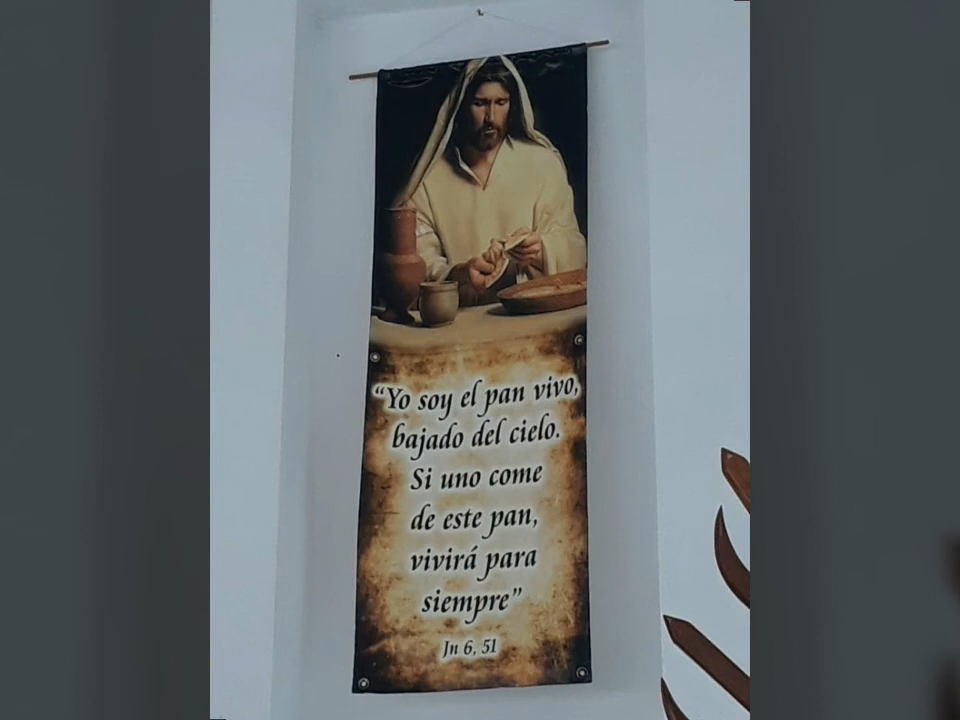 “Yo soy el pan vivo,
bajado del cielo.
Si uno come
de este pan,
vivirá para
siempre”
Jn 6, 51